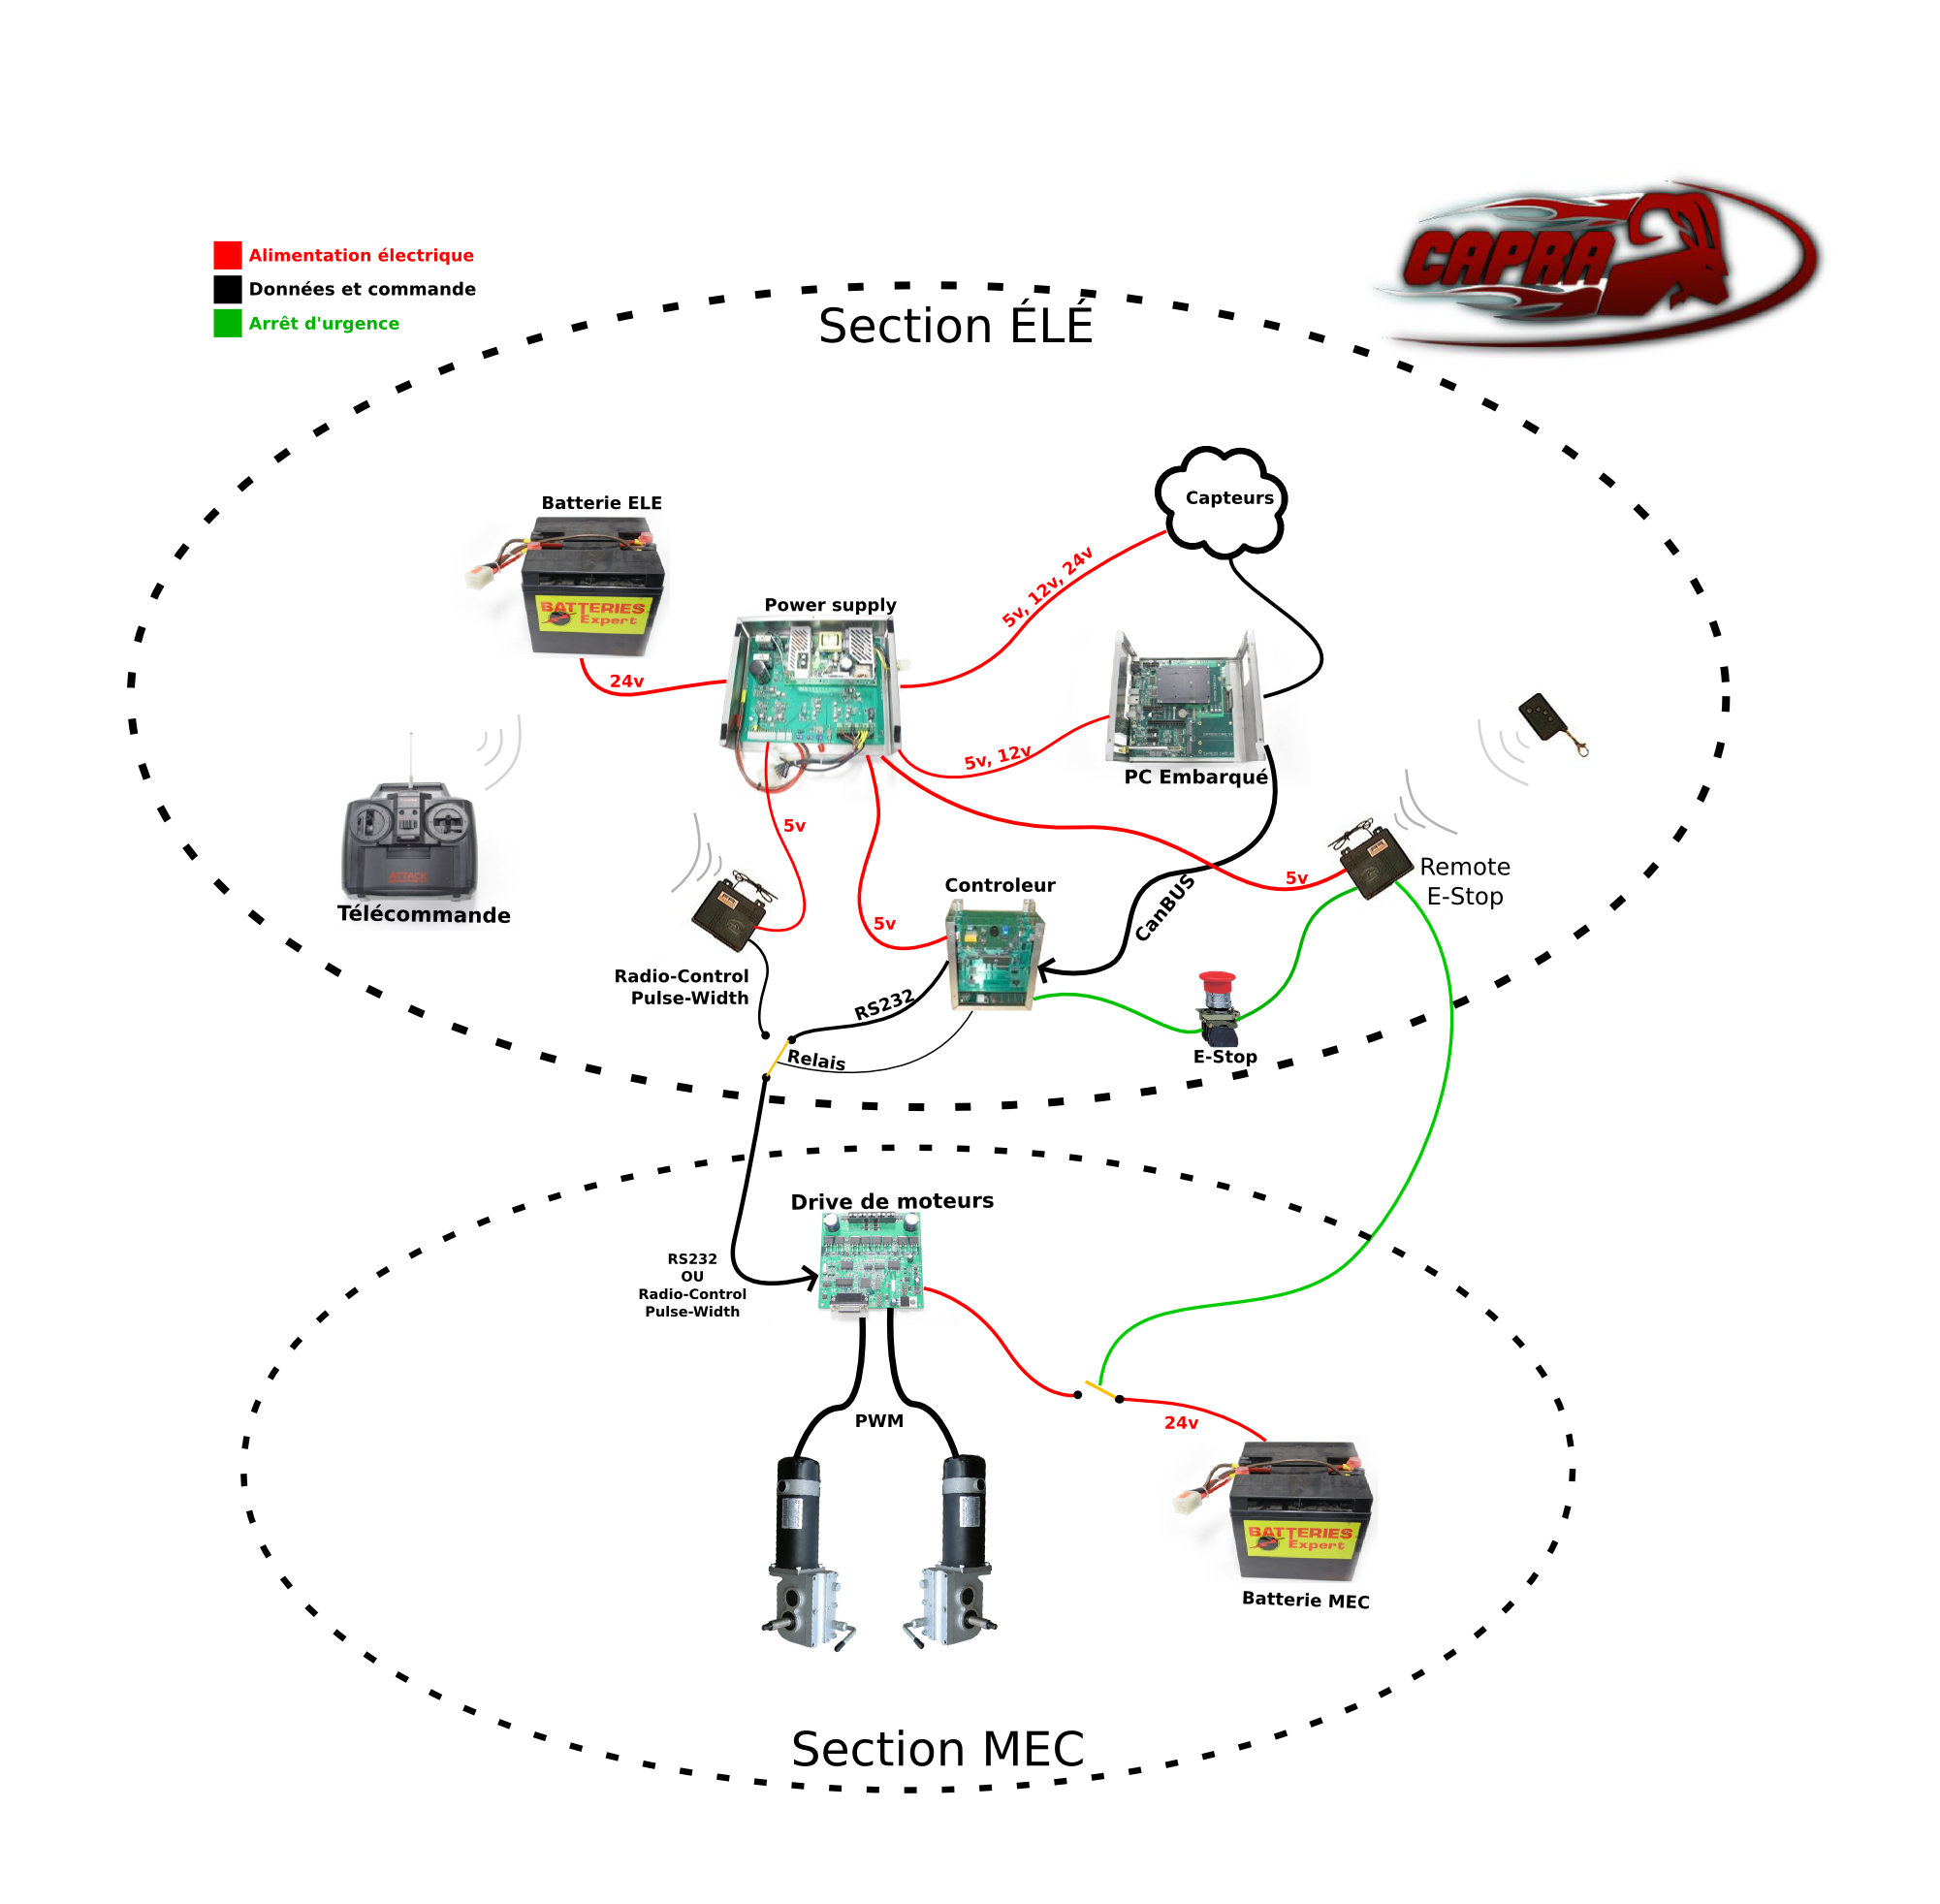 Alimentation électrique
Données et commande
Arrêt d'urgence
CAPRA
Section ÉLÉ
Capteurs
Batterie ELE
BATTERIES
Expert
Power supply
5v, 12v, 24v
24v
5v, 12v
PC Embarqué
5v
ATTACK
Télécommande
Remote
E-Stop
5v
Controleur
5v
CanBUS
Radio-Control
Pulse-Width
RS232
Relais
E-Stop
Drive de moteurs
RS232
OU
Radio-Control
Pulse-Width
PWM
24v
BATTERIES
Expert
Batterie MEC
Section MEC